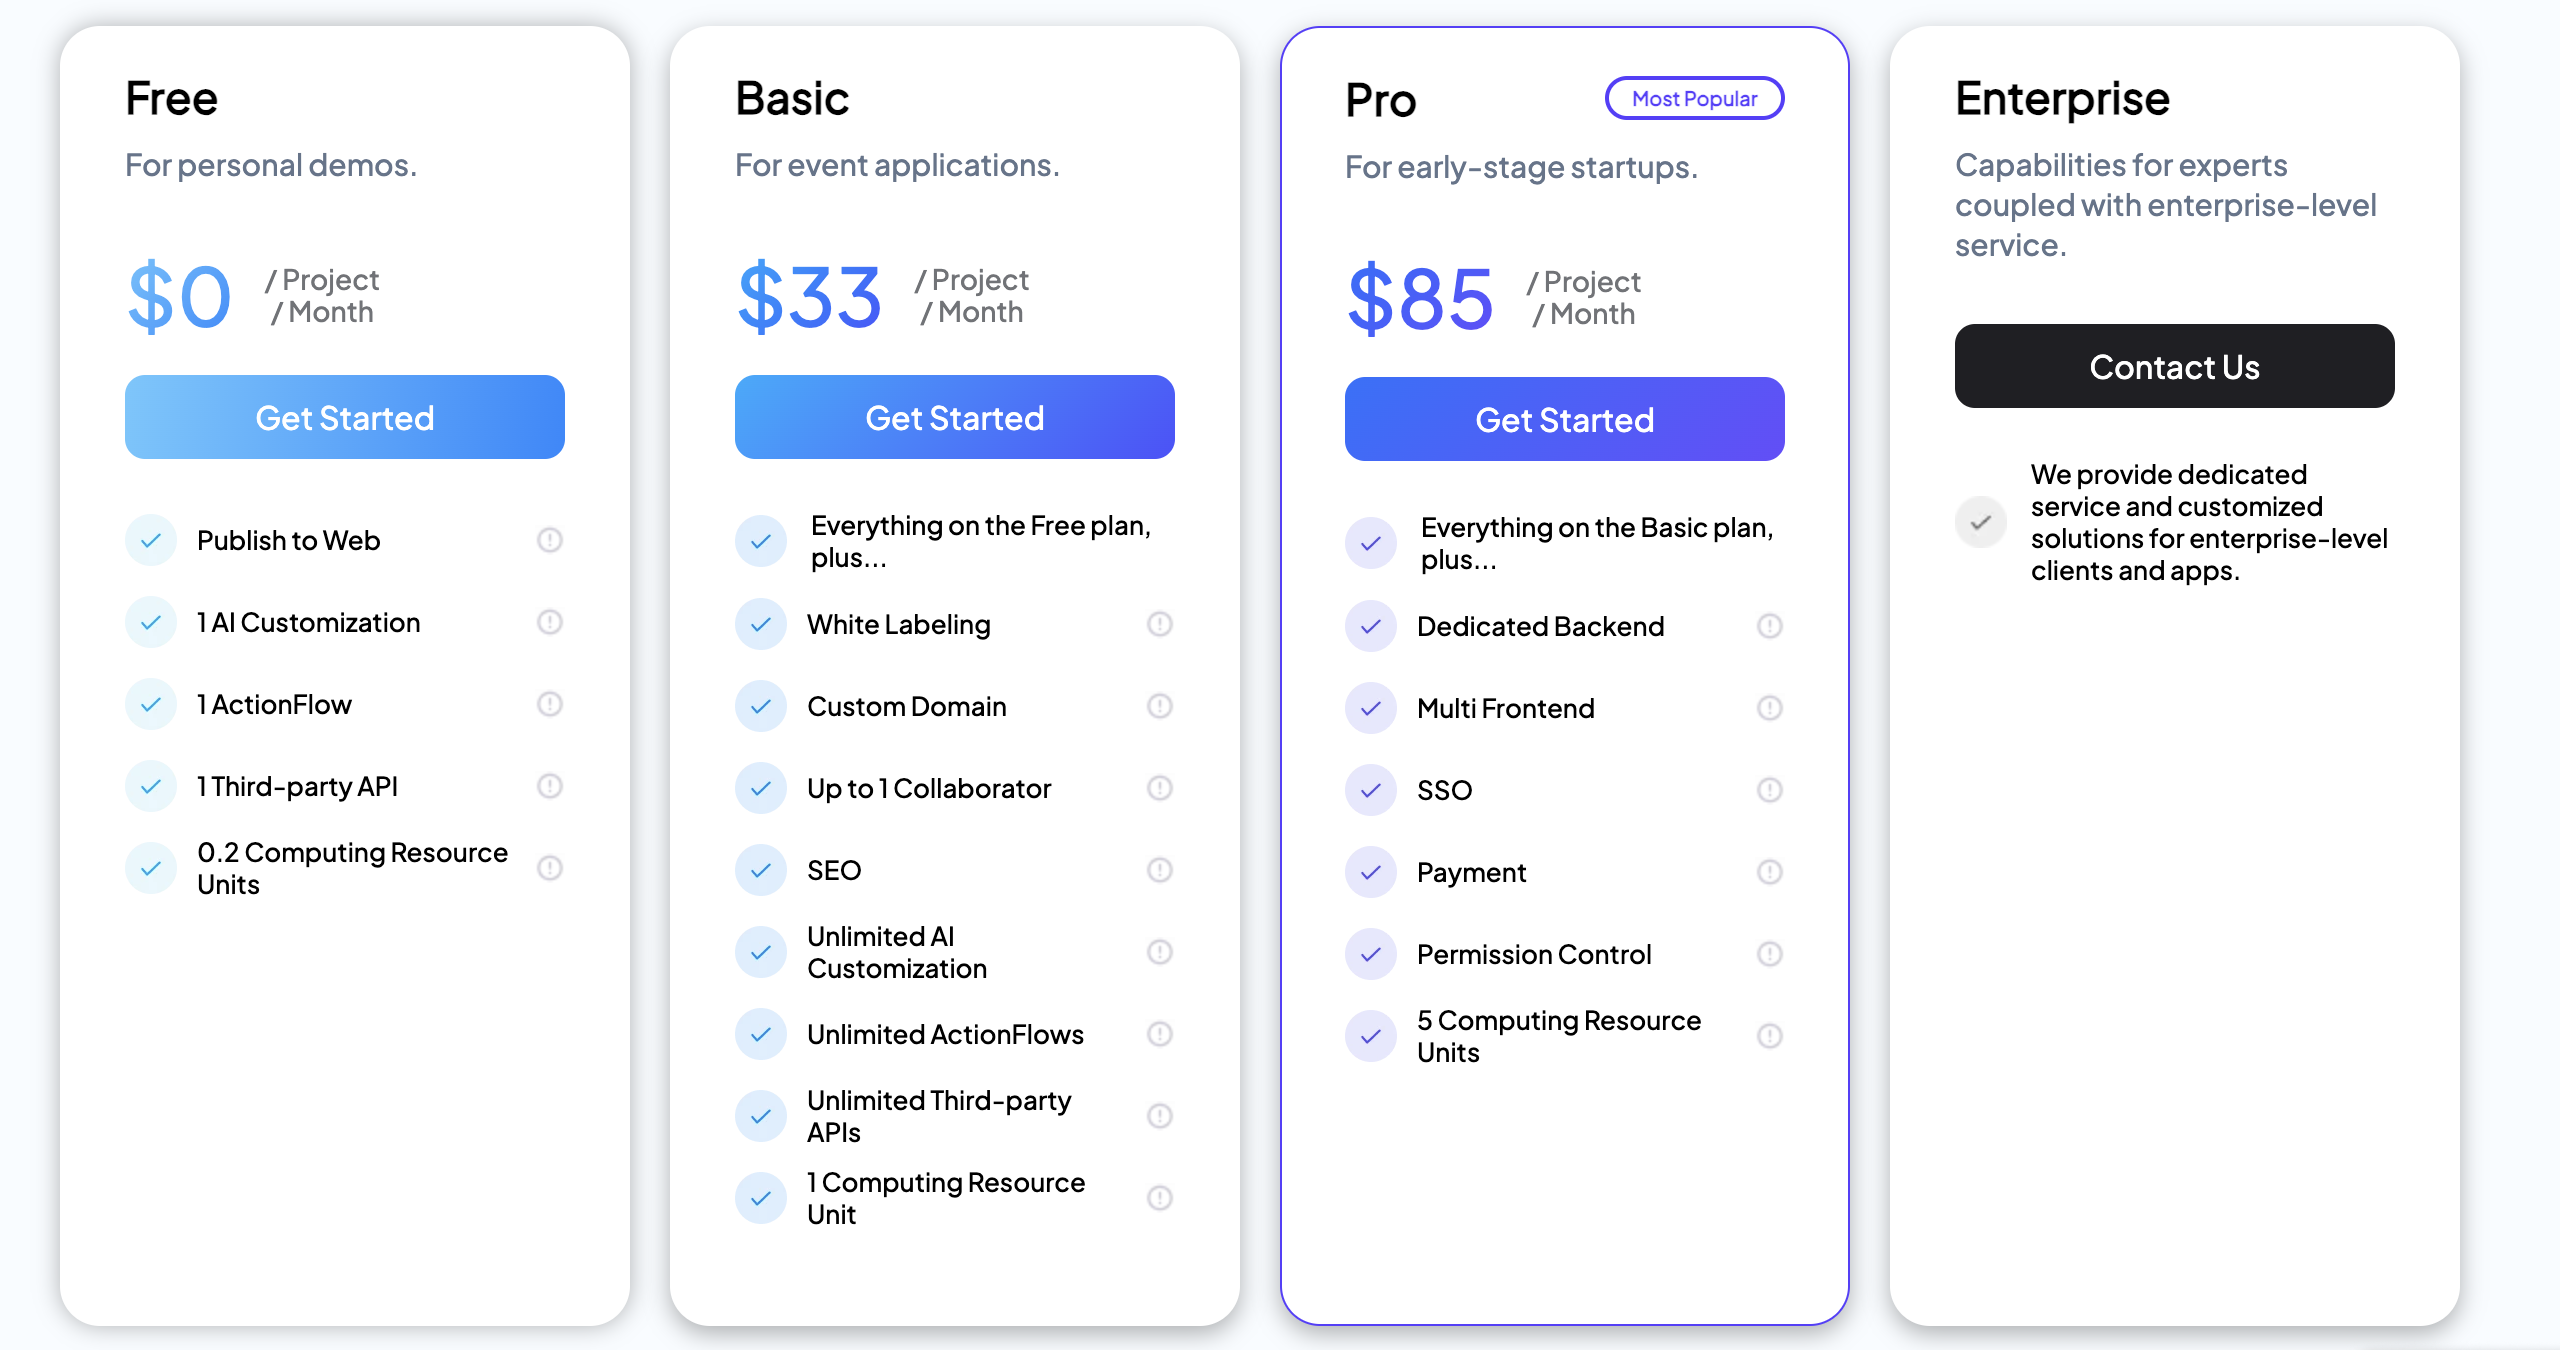 Free
For personal demos.
$0
/ Project
/ Month
Get Started
Publish to Web
1 AI Customization
1 ActionFlow
1 Third-party API
0.2 Computing Resource
Units
Basic
For event applications.
$33
/ Project
/ Month
Get Started
Everything on the Free plan,
plus...
White Labeling
Custom Domain
Up to 1 Collaborator
SEO
Unlimited AI
Customization
Unlimited ActionFlows
Unlimited Third-party
APIs
1 Computing Resource
Unit
Pro
Most Popular
For early-stage startups.
$85
/ Project
/ Month
Get Started
Everything on the Basic plan,
plus...
Dedicated Backend
Multi Frontend
SSO
Payment
Permission Control
5 Computing Resource
Units
Enterprise
Capabilities for experts
coupled with enterprise-level
service.
Contact Us
We provide dedicated
service and customized
solutions for enterprise-level
clients and apps.